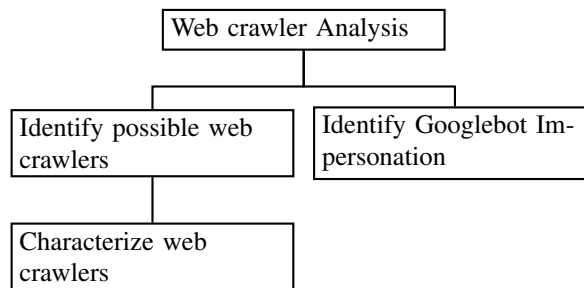 Web crawler Analysis
Identify possible web
crawlers
Identify Googlebot Im-
personation
Characterize web
crawlers